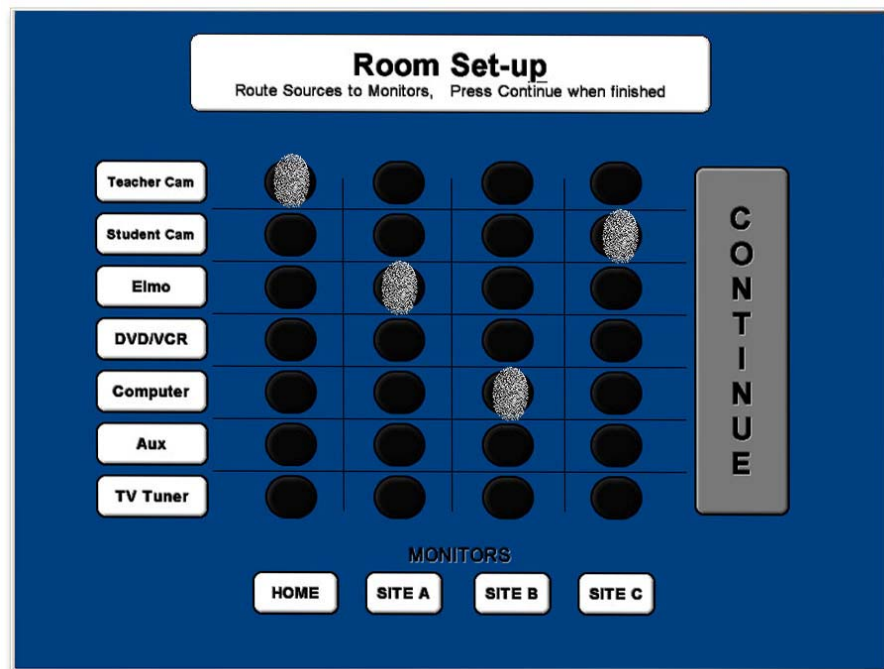 Room Set-up
Route Sources to Monitors, Press Continue when finished
Teacher Cam
Student Cam
Elmo
DVD/VCR
Computer
Aux
TV Tuner
CONTINUE
MONITORS
HOME SITE A SITE B SITE C